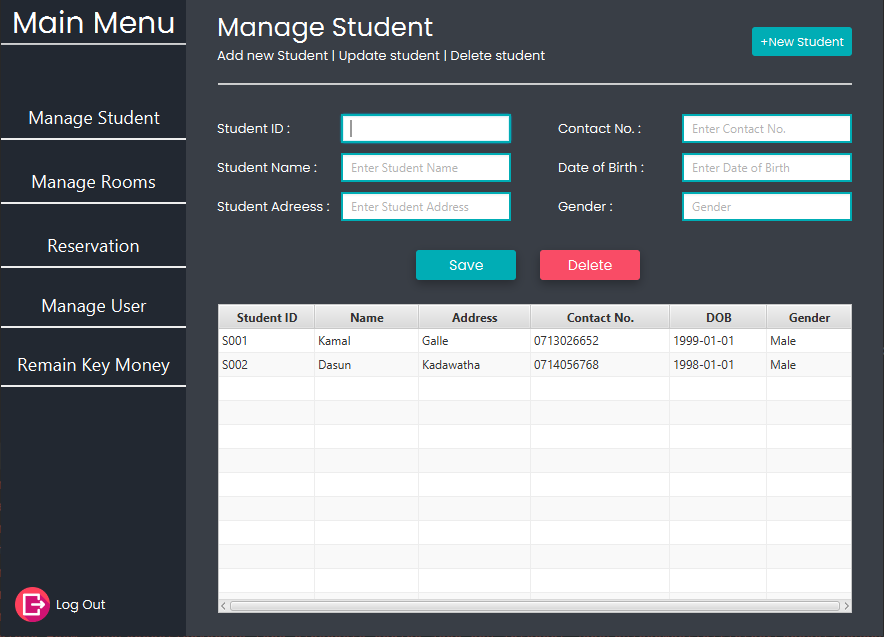 Main Menu
Manage Student
Manage Rooms
Reservation
Manage User
Remain Key Money
Log Out
Manage Student
Add new Student | Update student | Delete student
+New Student
Student ID :
Contact No. : Enter Contact No.
Student Name : Enter Student Name
Date of Birth : Enter Date of Birth
Student Adreess : Enter Student Address
Gender : Gender
Save Delete
Student ID Name Address Contact No. DOB Gender
S001 Kamal Galle 0713026652 1999-01-01 Male
S002 Dasun Kadawatha 0714056768 1998-01-01 Male